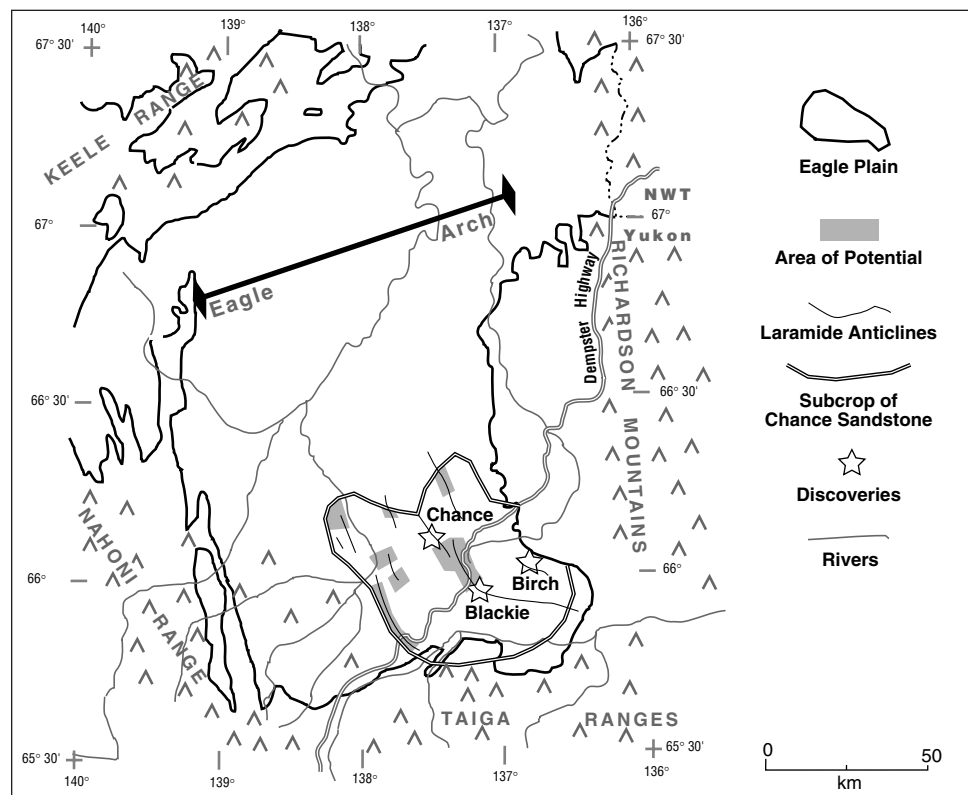 140°
139°
138°
137°
136°
67° 30'
67° 30'
KEELE RANGE
NWT
67°
67°
Yukon
Eagle Arch
Dempster Highway
RICHARDSON MOUNTAINS
66° 30'
66° 30'
Chance
NAHONI RANGE
66°
66°
Birch
Blackie
TAIGA RANGES
65° 30'
65° 30'
140°
139°
138°
137°
136°
Eagle Plain
Area of Potential
Laramide Anticlines
Subcrop of
Chance Sandstone
Discoveries
Rivers
0 50
km